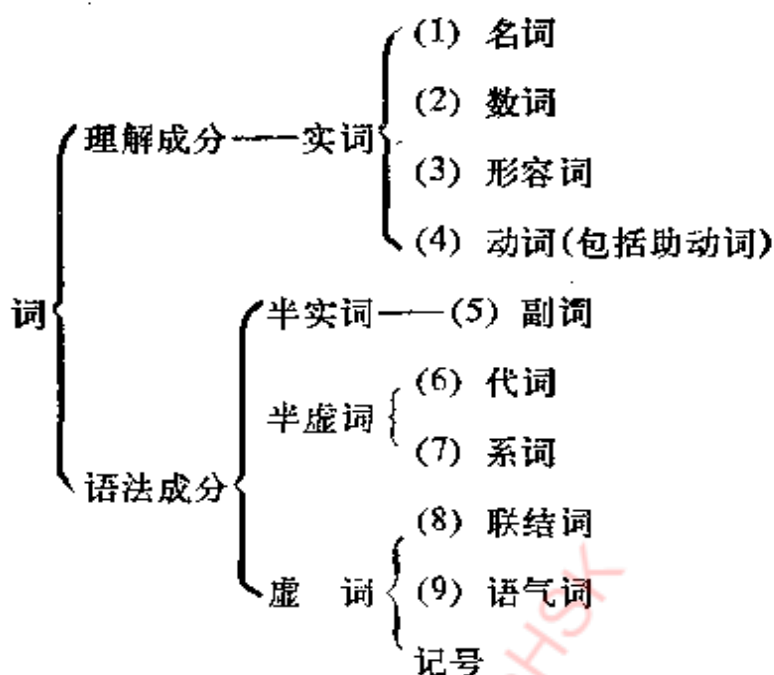 (1) 名词
(2) 数词
理解成分——实词
(3) 形容词
(4) 动词(包括助动词)
词
半实词——(5) 副词
(6) 代词
半虚词
(7) 系词
语法成分
(8) 联结词
虚 词 (9) 语气词
记号